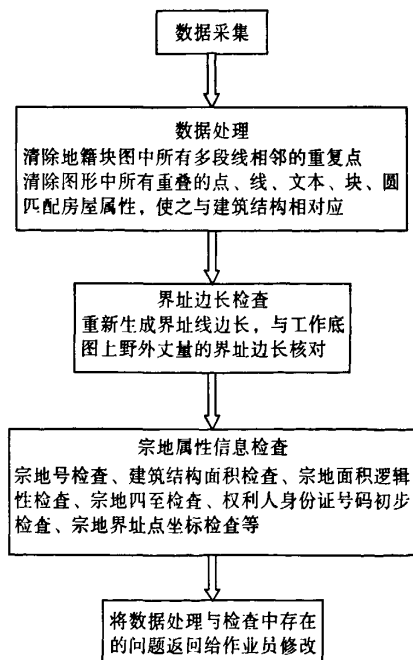 数据采集
数据处理
清除地籍块图中所有多段线相邻的重复点
清除图形中所有重叠的点、线、文本、块、圆
匹配房屋属性，使之与建筑结构相对应
界址边长检查
重新生成界址线边长，与工作底
图上野外丈量的界址边长核对
宗地属性信息检查
宗地号检查、建筑结构面积检查、宗地面积逻辑
性检查、宗地四至检查、权利人身份证号码初步
检查、宗地界址点坐标检查等
将数据处理与检查中存在
的问题返回给作业员修改